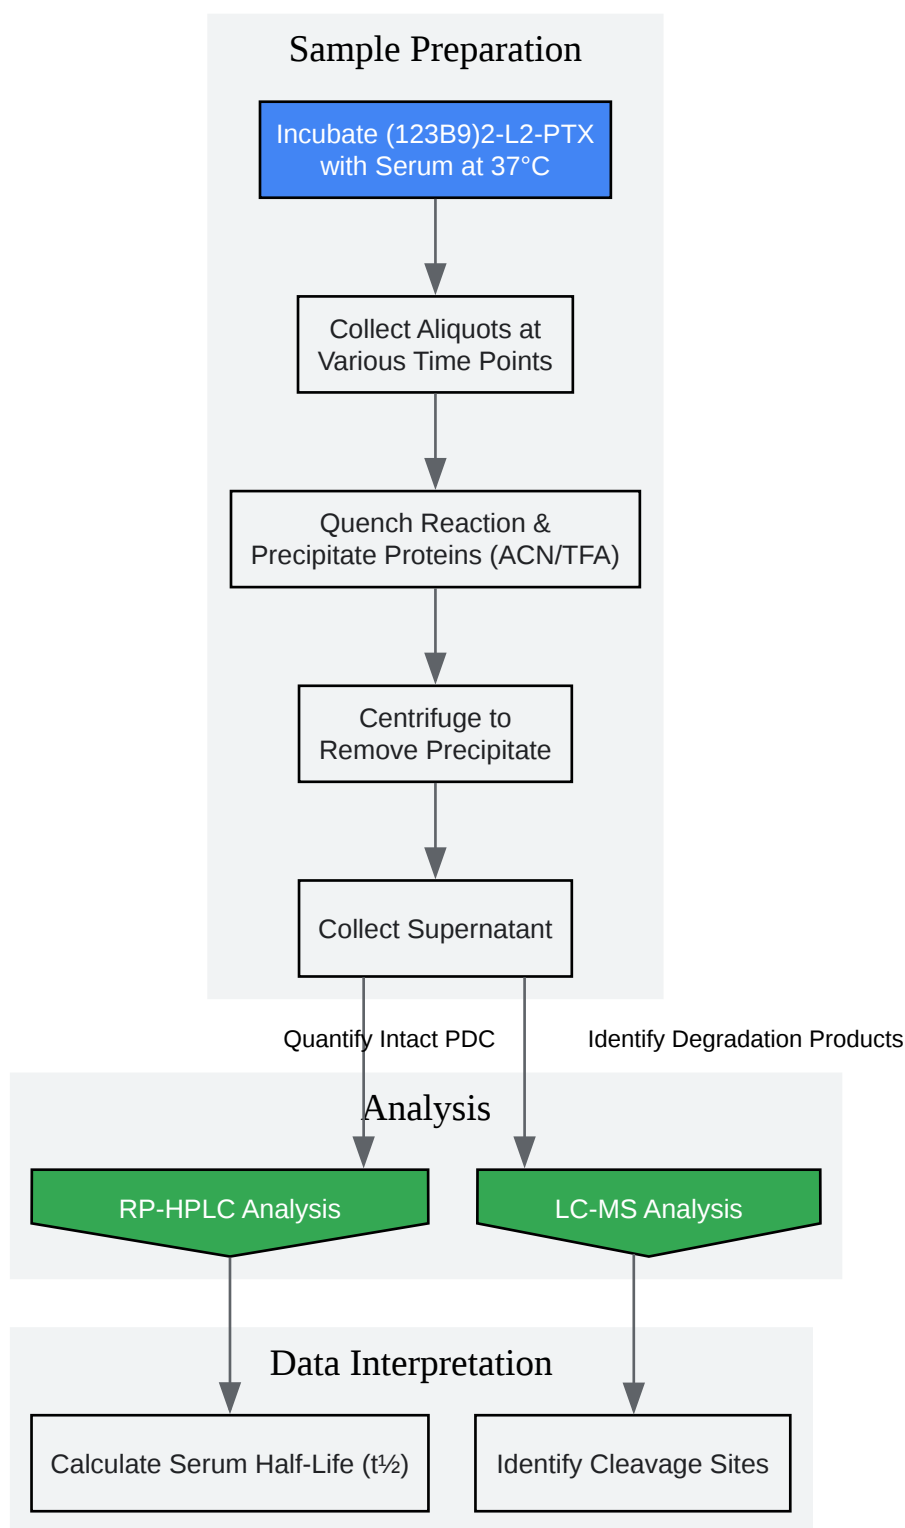 Sample Preparation
Incubate (123B9)2-L2-PTX
with Serum at 37°C
Collect Aliquots at
Various Time Points
Quench Reaction &
Precipitate Proteins (ACN/TFA)
Centrifuge to
Remove Precipitate
Collect Supernatant
Quantify Intact PDC
Identify Degradation Products
Analysis
RP-HPLC Analysis
LC-MS Analysis
Data Interpretation
Calculate Serum Half-Life (t½)
Identify Cleavage Sites